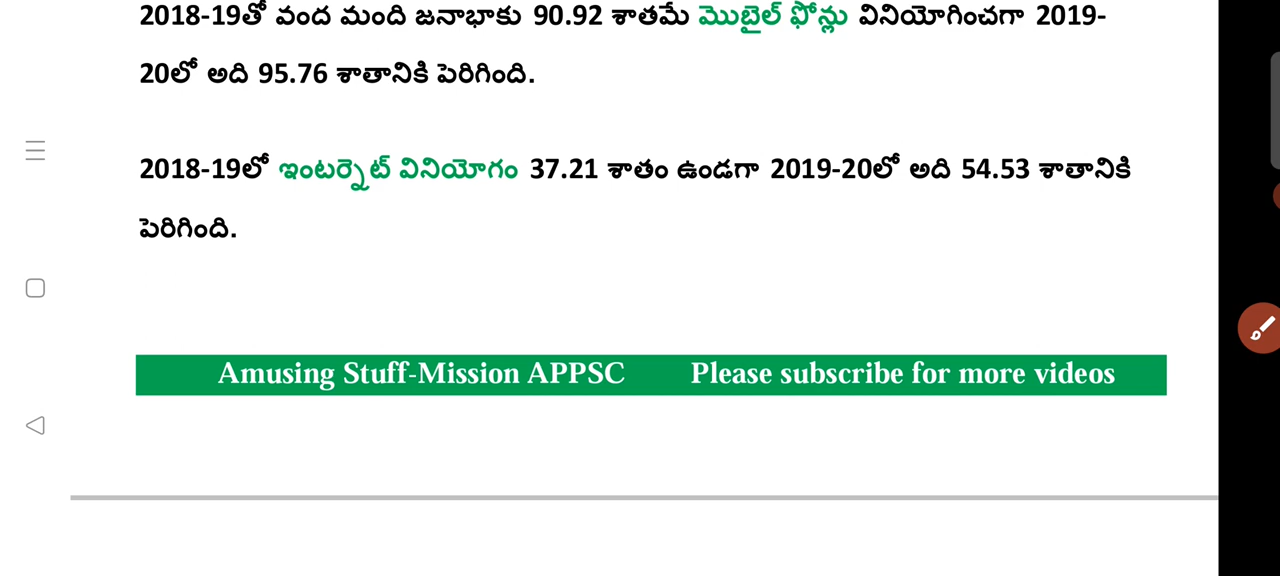 2018-19తో వంద మంది జనాభాకు 90.92 శాతమే మొబైల్ ఫోన్లు వినియోగించగా 2019-
20లో అది 95.76 శాతానికి పెరిగింది.
2018-19లో ఇంటర్నెట్ వినియోగం 37.21 శాతం ఉండగా 2019-20లో అది 54.53 శాతానికి
పెరిగింది.
Amusing Stuff-Mission APPSC Please subscribe for more videos